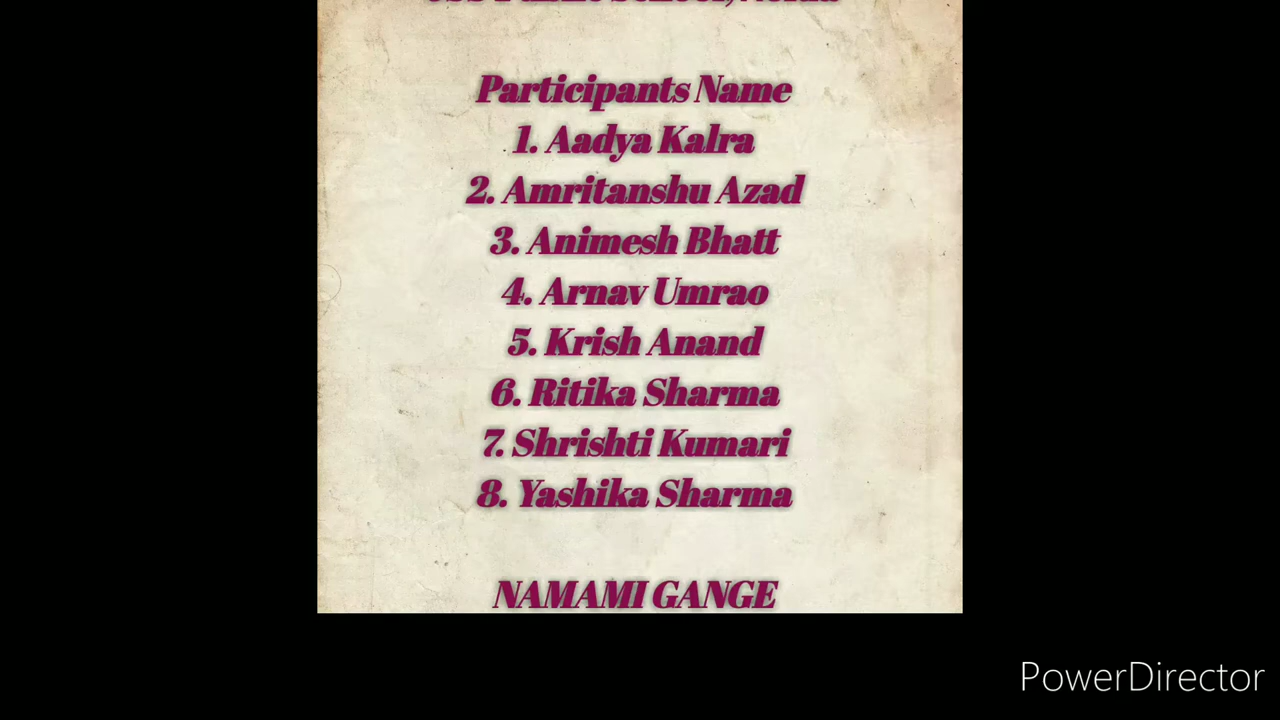 Participants Name
1. Aadya Kalra
2. Amritanshu Azad
3. Animesh Bhatt
4. Arnav Umrao
5. Krish Anand
6. Ritika Sharma
7. Shrishti Kumari
8. Yashika Sharma
NAMAMI GANGE
PowerDirector